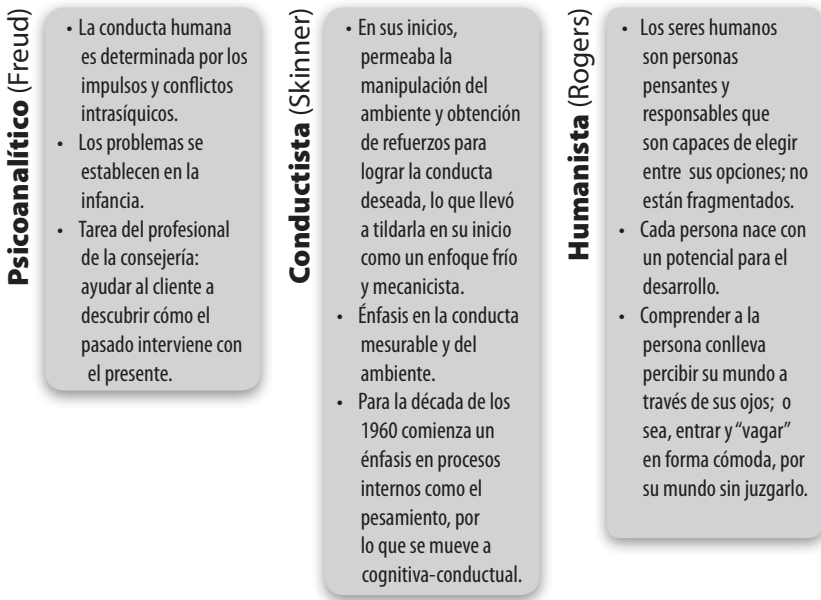 Psicoanalítico (Freud)
• La conducta humana
es determinada por los
impulsos y conflictos
intrasíquicos.
• Los problemas se
establecen en la
infancia.
• Tarea del profesional
de la consejería:
ayudar al cliente a
descubrir cómo el
pasado interviene con
el presente.
Conductista (Skinner)
• En sus inicios,
permeaba la
manipulación del
ambiente y obtención
de refuerzos para
lograr la conducta
deseada, lo que llevó
a tildarla en su inicio
como un enfoque frío
y mecanicista.
• Énfasis en la conducta
mesurable y del
ambiente.
• Para la década de los
1960 comienza un
énfasis en procesos
internos como el
pesamiento, por
lo que se mueve a
cognitiva-conductual.
Humanista (Rogers)
• Los seres humanos
son personas
pensantes y
responsables que
son capaces de elegir
entre sus opciones; no
están fragmentados.
• Cada persona nace con
un potencial para el
desarrollo.
• Comprender a la
persona conlleva
percibir su mundo a
través de sus ojos; o
sea, entrar y “vagar”
en forma cómoda, por
su mundo sin juzgarlo.